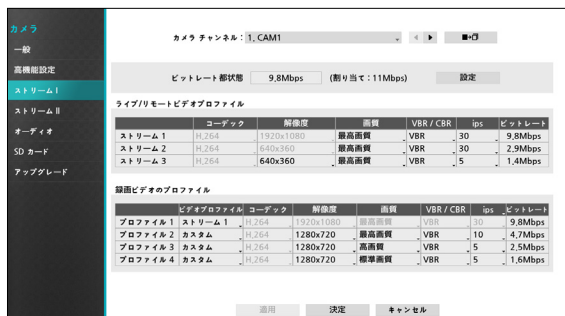 カメラ
一般
高機能設定
ストリーム I
ストリーム II
オーディオ
SD カード
アップグレード
カメラ チャンネル : 1, CAM1
ビットレート都状態 9,8Mbps (割り当て : 11Mbps) 設定
ライブ/リモートビデオプロファイル
コーデック 解像度 画質 VBR / CBR ips ビットレート
ストリーム 1 H,264 1920x1080 最高画質 VBR 30 9,8Mbps
ストリーム 2 H,264 640x360 最高画質 VBR 30 2,9Mbps
ストリーム 3 H,264 640x360 最高画質 VBR 5 1,4Mbps
録画ビデオのプロファイル
ビデオプロファイル コーデック 解像度 画質 VBR / CBR ips ビットレート
プロファイル 1 ストリーム 1 H,264 1920x1080 最高画質 VBR 30 9,8Mbps
プロファイル 2 カスタム H,264 1280x720 最高画質 VBR 10 4,7Mbps
プロファイル 3 カスタム H,264 1280x720 高画質 VBR 5 2,5Mbps
プロファイル 4 カスタム H,264 1280x720 標準画質 VBR 5 1,6Mbps
適用 決定 キャンセル